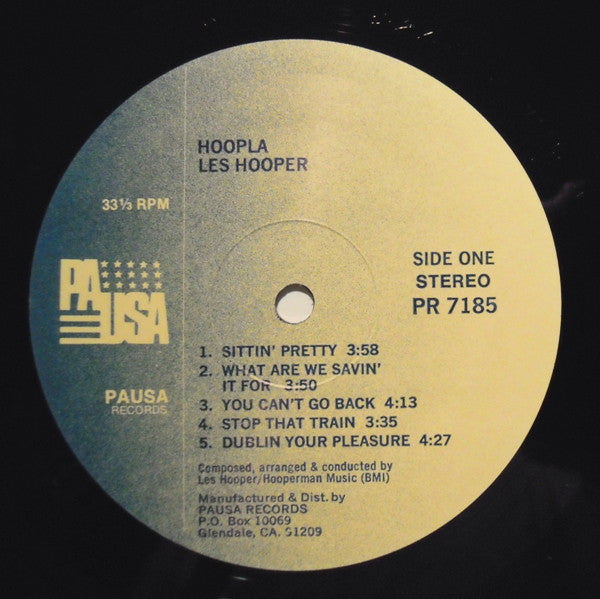 HOOPLA
LES HOOPER
33⅓ RPM
PAUSA
SIDE ONE
STEREO
PR 7185
1. SITTIN' PRETTY 3:58
2. WHAT ARE WE SAVIN'
IT FOR 3:50
3. YOU CAN'T GO BACK 4:13
4. STOP THAT TRAIN 3:35
5. DUBLIN YOUR PLEASURE 4:27
PAUSA
RECORDS
Composed, arranged & conducted by
Les Hooper/Hooperman Music (BMI)
Manufactured & Dist. by
PAUSA RECORDS
P.O. Box 10069
Glendale, CA. 91209